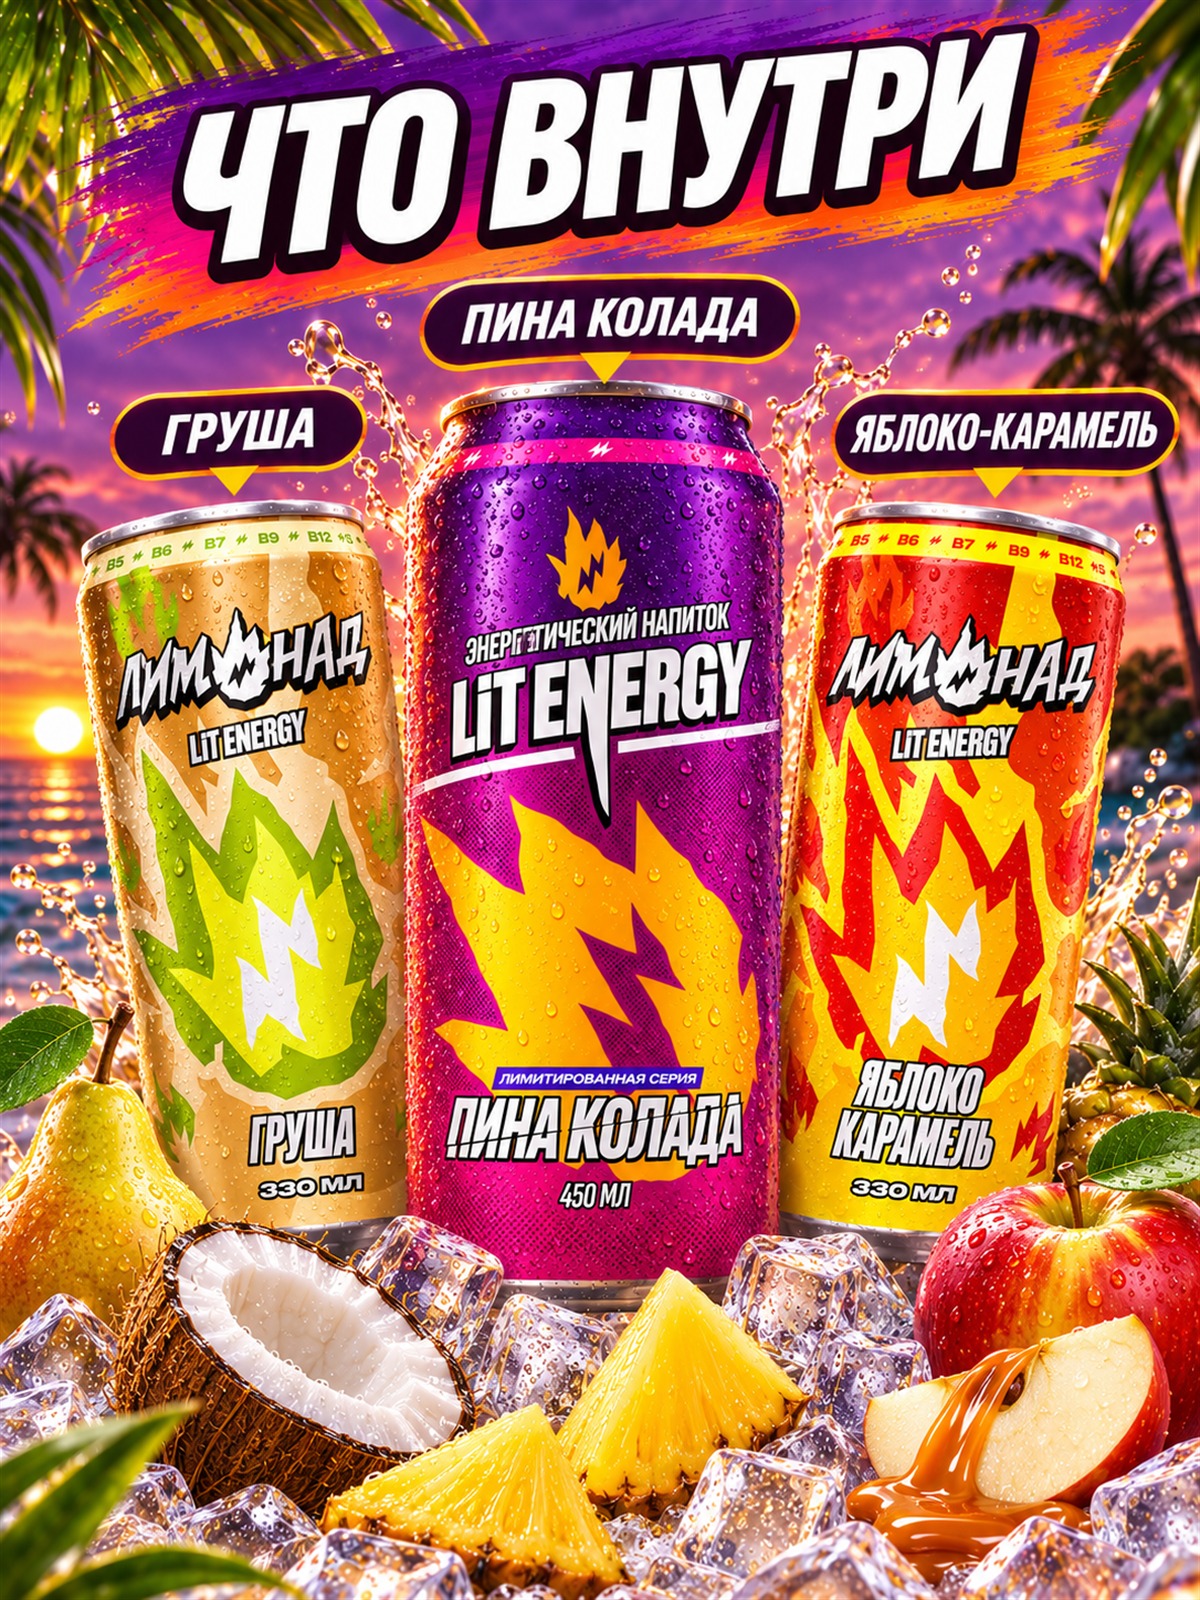 ЧТО ВНУТРИ
ПИНА КОЛАДА
ГРУША
ЯБЛОКО-КАРАМЕЛЬ
B5 B6 B7 B9 B12
ЛИМОНАД
LIT ENERGY
ГРУША
330 МЛ
ЭНЕРГЕТИЧЕСКИЙ НАПИТОК
LIT ENERGY
ЛИМИТИРОВАННАЯ СЕРИЯ
ПИНА КОЛАДА
450 МЛ
B5 B6 B7 B9 B12
ЛИМОНАД
LIT ENERGY
ЯБЛОКО
КАРАМЕЛЬ
330 МЛ